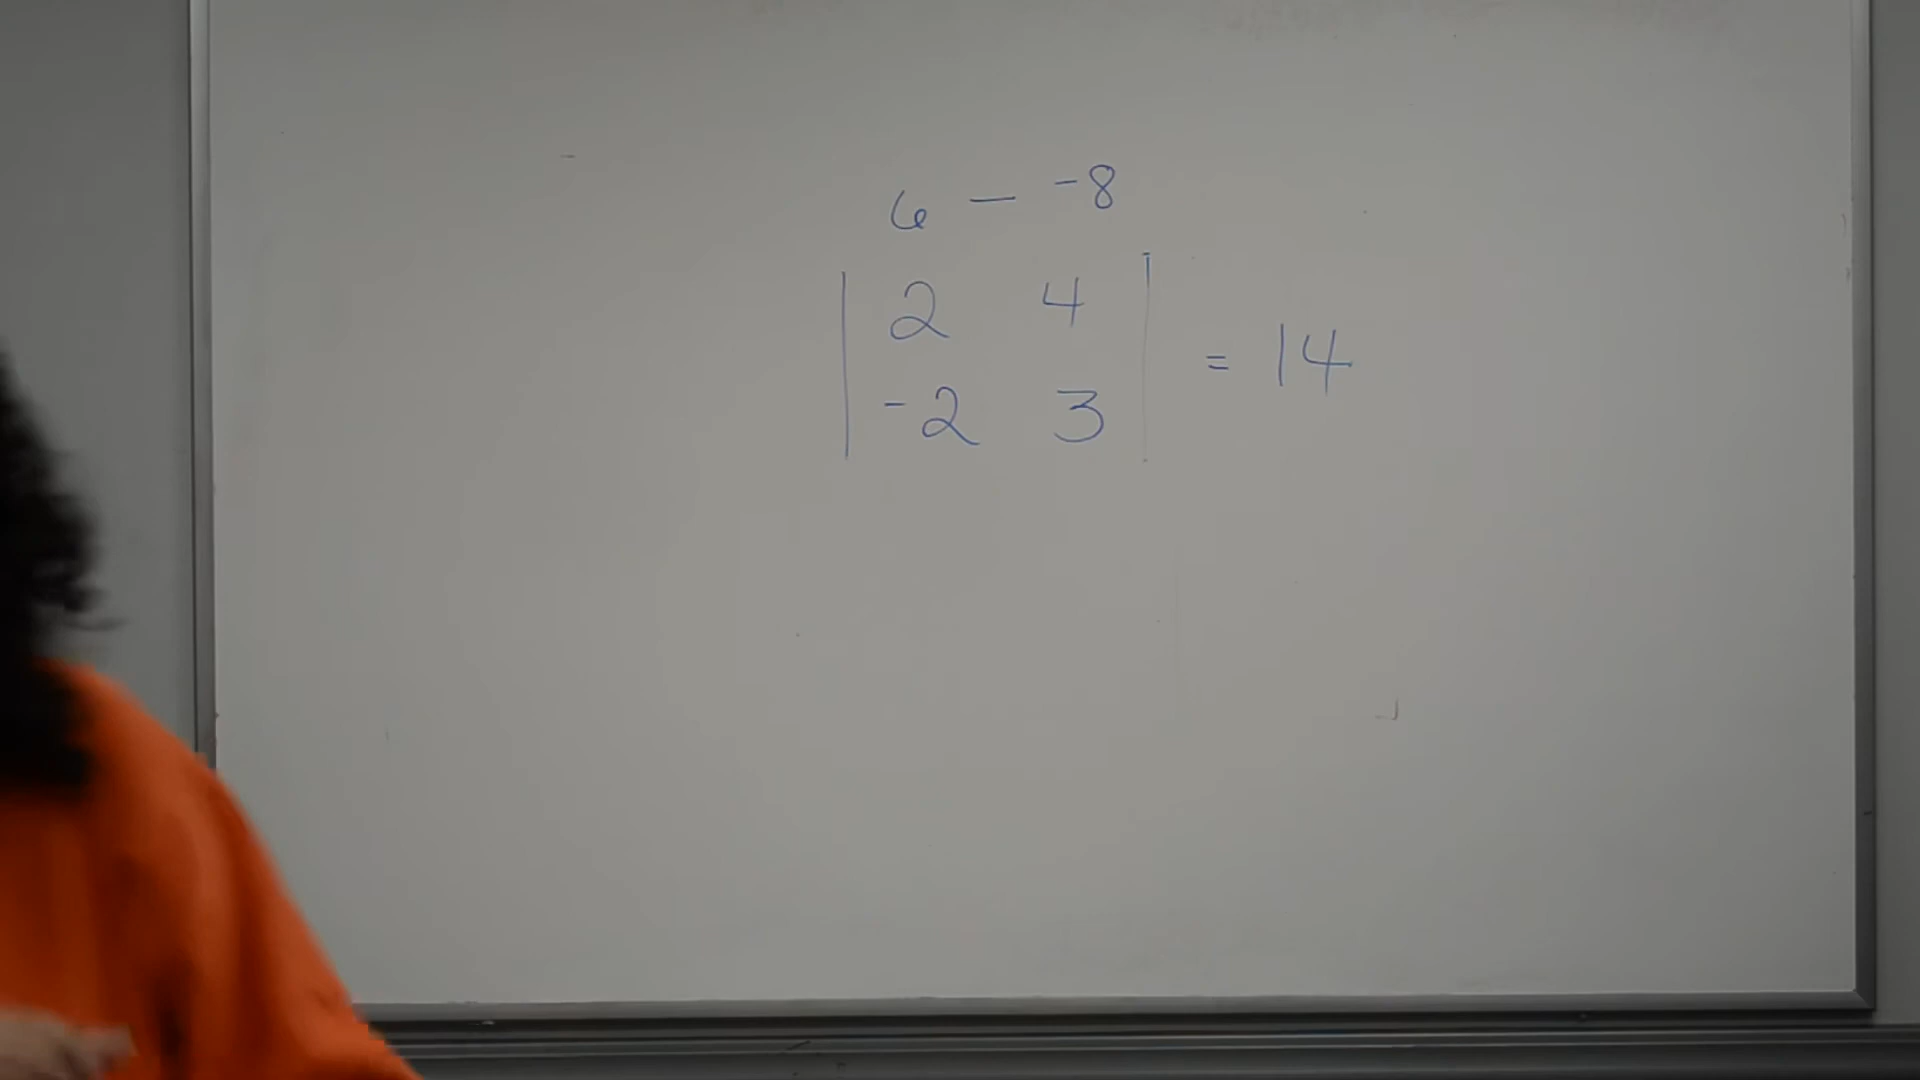 6 — -8
| 2 4 |
| -2 3 | = 14